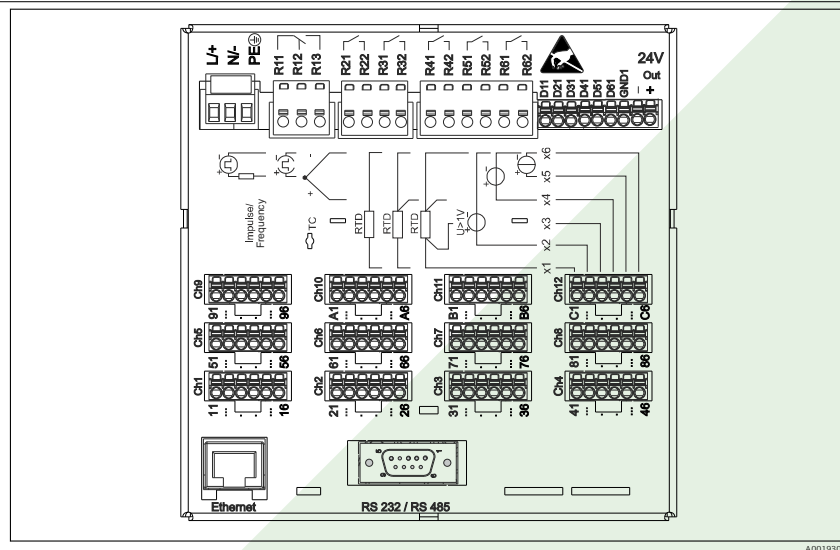 L/+ N/- PE
R11 R12 R13
R21 R22 R31 R32
R41 R42 R51 R52 R61 R62
D11 D21 D31 D41 D51 D61 GND1 - +
24V
Out
x6
x5
x4
x3
x2
x1
+ -
+ -
-
+
+ -
+ -
+
Impulse/
Frequency
TC
RTD
RTD
RTD
U>1V
Ch9
91 ... . . ... 96
Ch10
A1 ... . . ... A6
Ch11
B1 ... . . ... B6
Ch12
C1 ... . . ... C6
Ch5
51 ... . . ... 56
Ch6
61 ... . . ... 66
Ch7
71 ... . . ... 76
Ch8
81 ... . . ... 86
Ch1
11 ... . . ... 16
Ch2
21 ... . . ... 26
Ch3
31 ... . . ... 36
Ch4
41 ... . . ... 46
5 1
9 6
Ethernet
RS 232 / RS 485